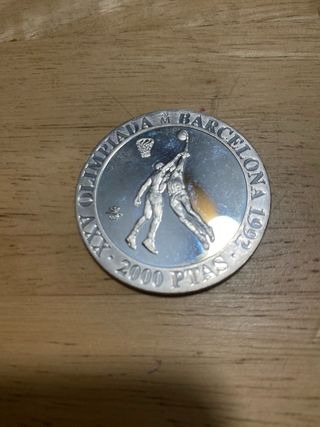 XXV OLIMPIADA BARCELONA 1992
2000 PTAS